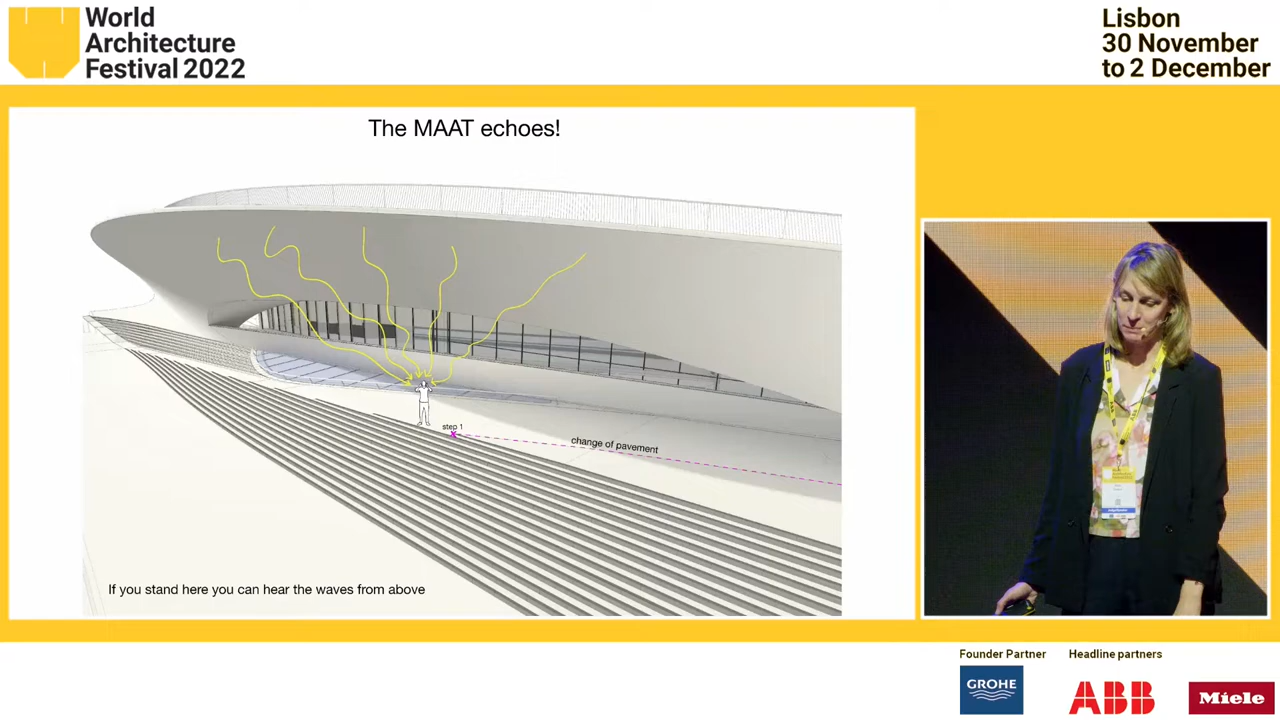 World
Architecture
Festival 2022
Lisbon
30 November
to 2 December
The MAAT echoes!
step 1
change of pavement
If you stand here you can hear the waves from above
Founder Partner
Headline partners
GROHE
ABB
Miele